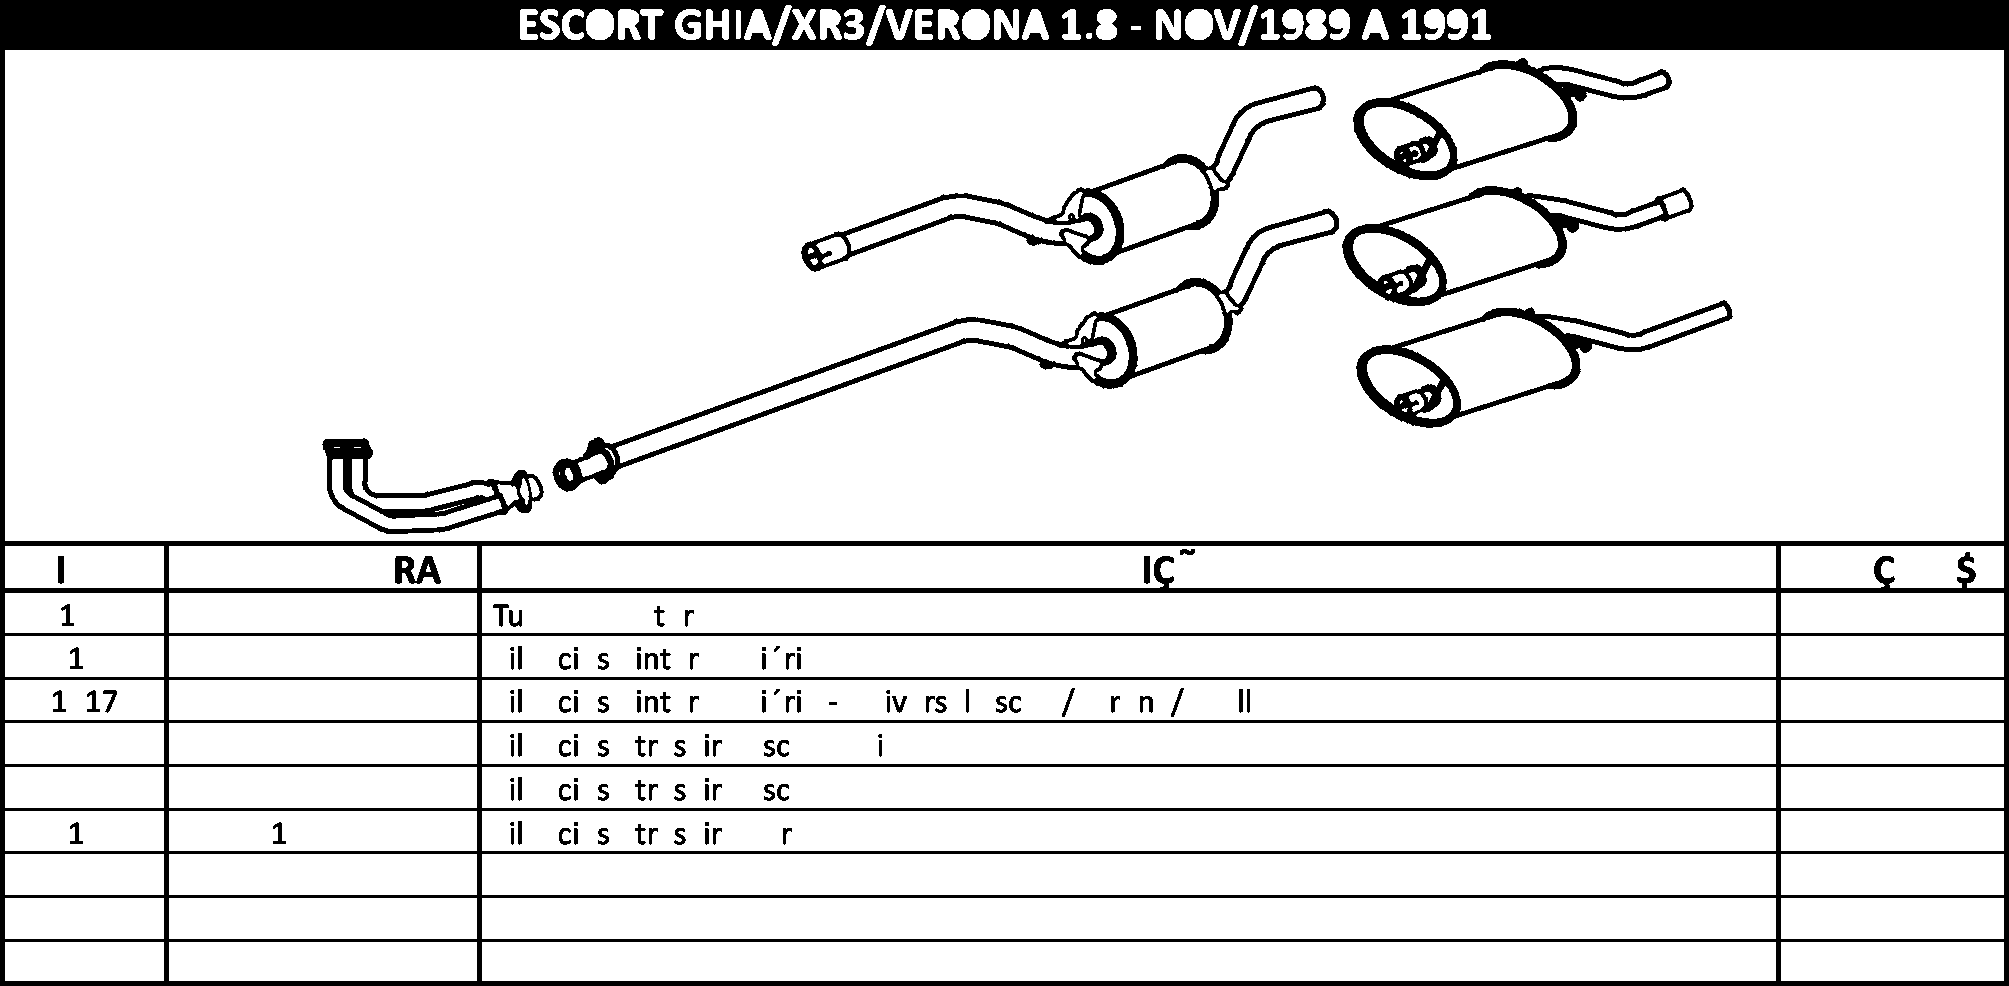 ESCORT GHIA/XR3/VERONA 1.8 - NOV/1989 A 1991
I RA IÇ˜ Ç $
1 Tu t r
1 il ci s int r i´ri
1 17 il ci s int r i´ri - iv rs l sc / r n / ll
il ci s tr s ir sc i
il ci s tr s ir sc
1 1 il ci s tr s ir r